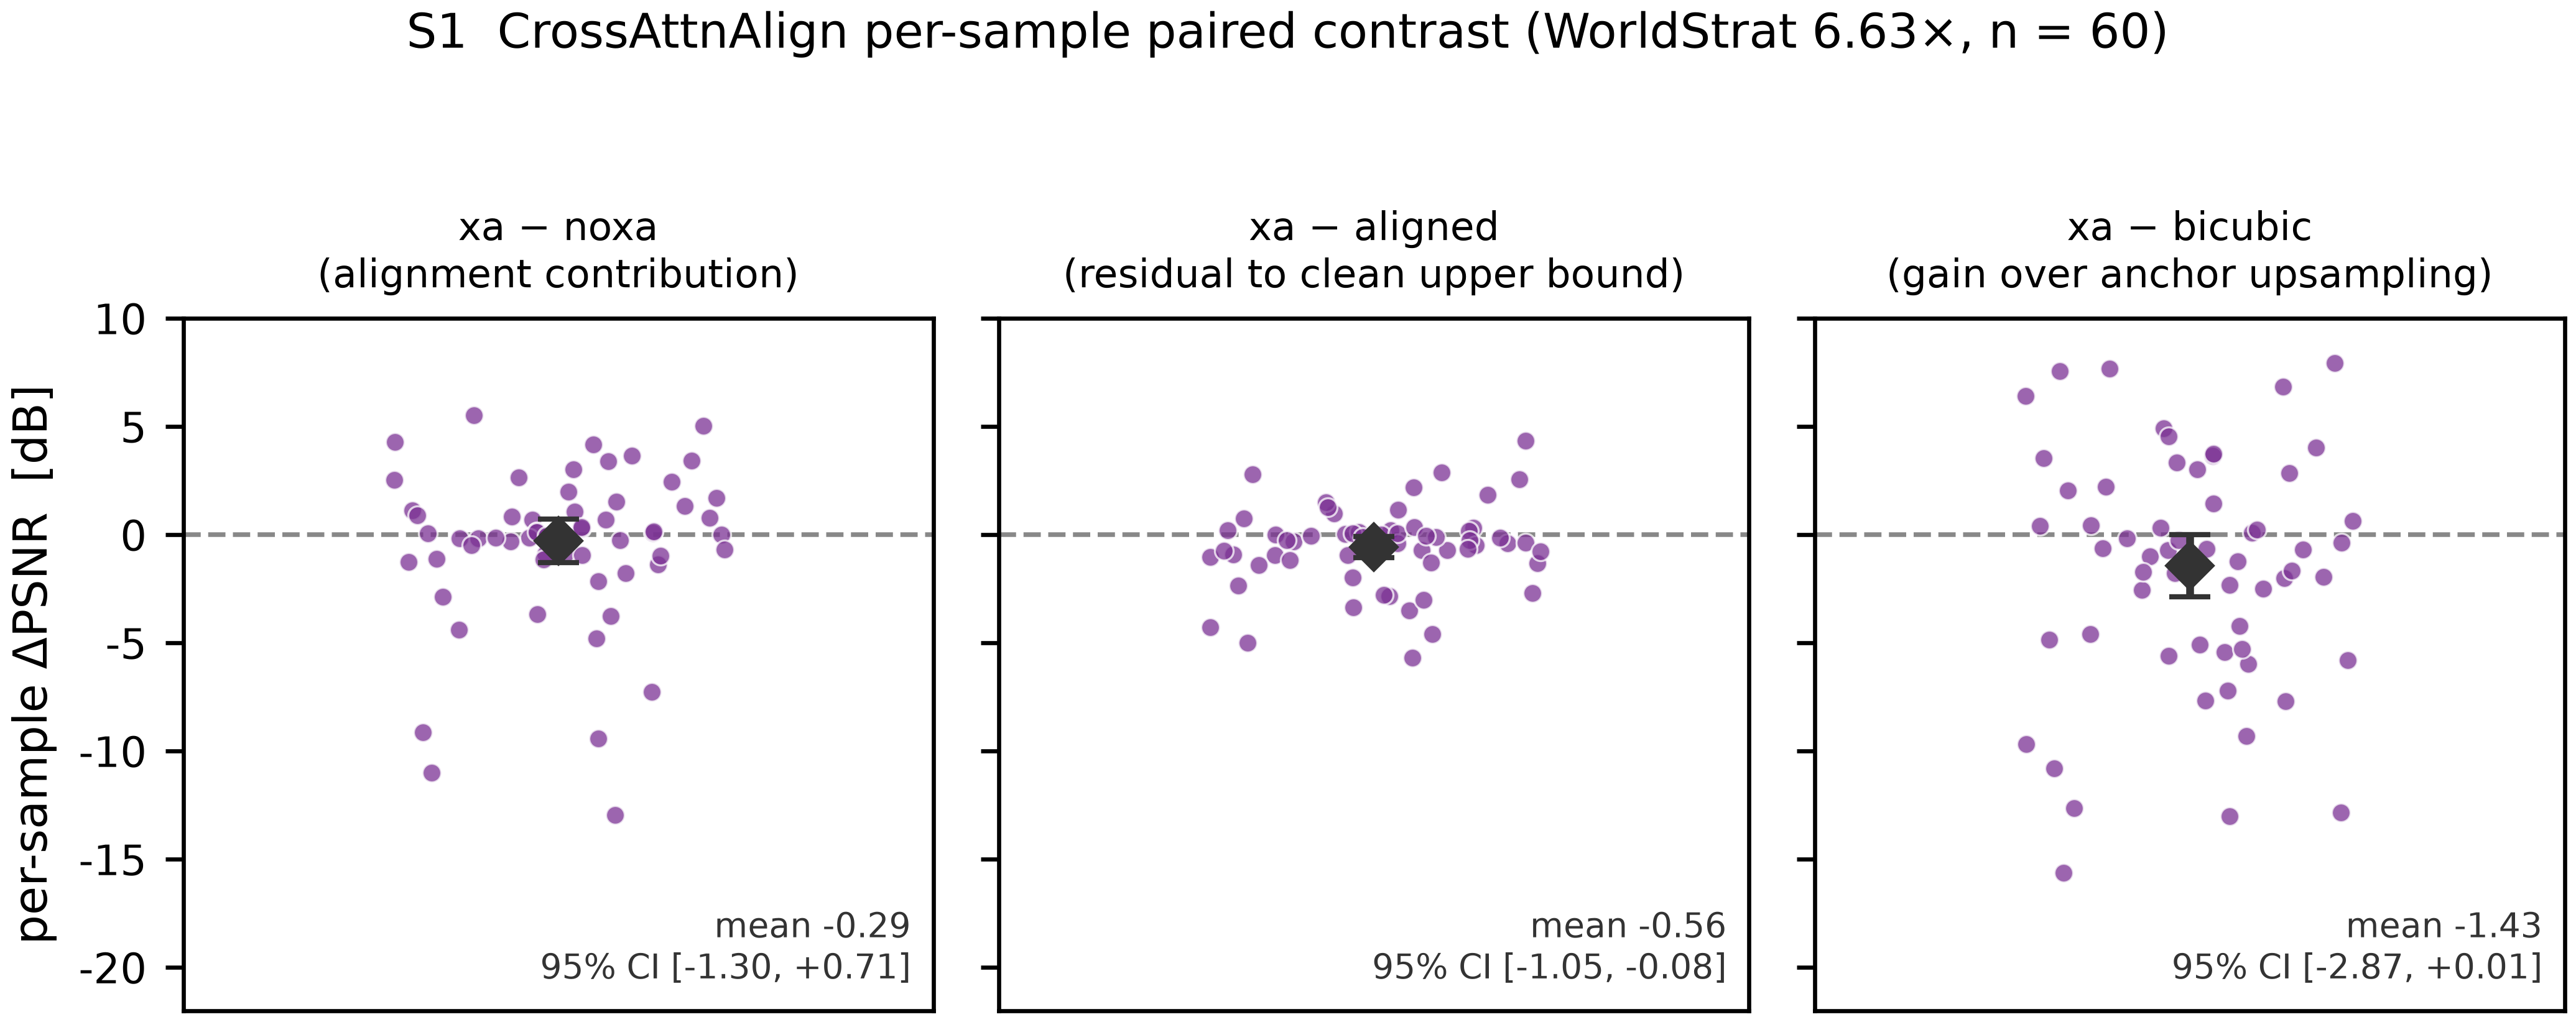 S1  CrossAttnAlign per-sample paired contrast (WorldStrat 6.63×, n = 60)
xa − noxa
(alignment contribution)
xa − aligned
(residual to clean upper bound)
xa − bicubic
(gain over anchor upsampling)
per-sample ΔPSNR  [dB]
10
5
0
-5
-10
-15
-20
mean -0.29
95% CI [-1.30, +0.71]
mean -0.56
95% CI [-1.05, -0.08]
mean -1.43
95% CI [-2.87, +0.01]